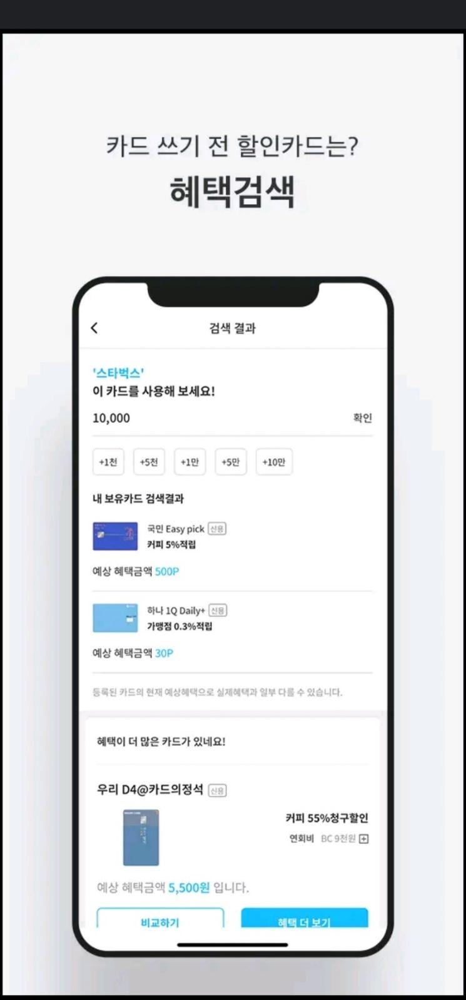 카드 쓰기 전 할인카드는?
혜택검색
검색 결과
'스타벅스'
이 카드를 사용해 보세요!
10,000 확인
+1천 +5천 +1만 +5만 +10만
내 보유카드 검색결과
국민 Easy pick 신용
커피 5%적립
예상 혜택금액 500P
하나 1Q Daily+ 신용
가맹점 0.3%적립
예상 혜택금액 30P
등록된 카드의 현재 예상혜택으로 실제혜택과 일부 다를 수 있습니다.
혜택이 더 많은 카드가 있네요!
우리 D4@카드의정석 신용
커피 55%청구할인
연회비 BC 9천원
예상 혜택금액 5,500원 입니다.
비교하기 혜택 더 보기